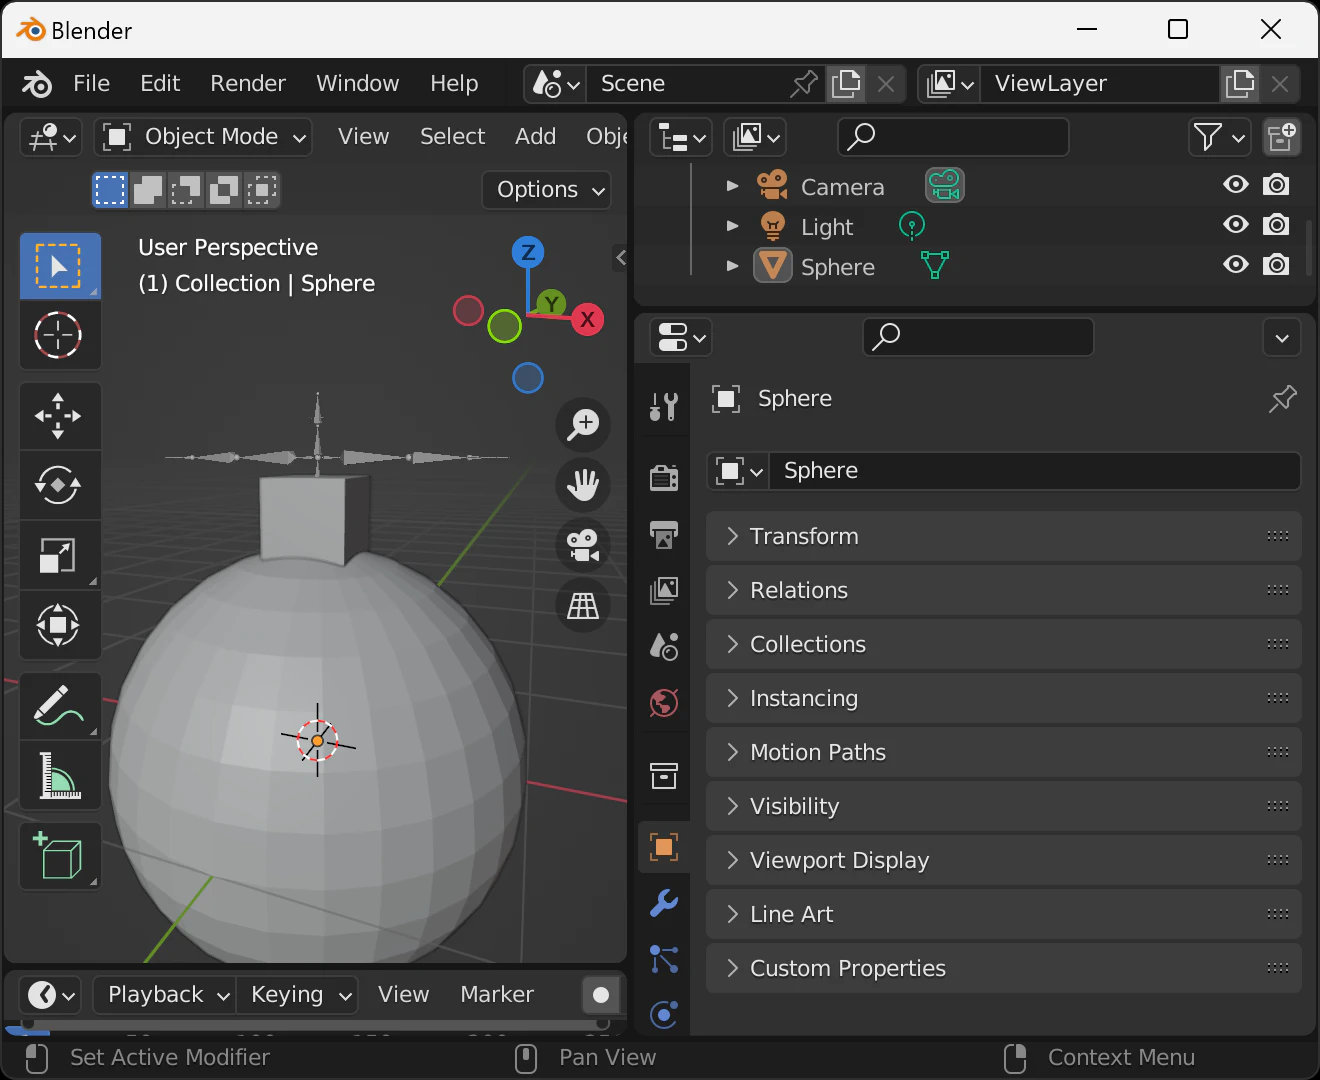 Blender
File Edit Render Window Help Scene ViewLayer
Object Mode View Select Add Obje
Options
User Perspective
(1) Collection | Sphere
Z
Y
X
Camera
Light
Sphere
Sphere
Sphere
Transform
Relations
Collections
Instancing
Motion Paths
Visibility
Viewport Display
Line Art
Custom Properties
Playback Keying View Marker
Set Active Modifier Pan View Context Menu